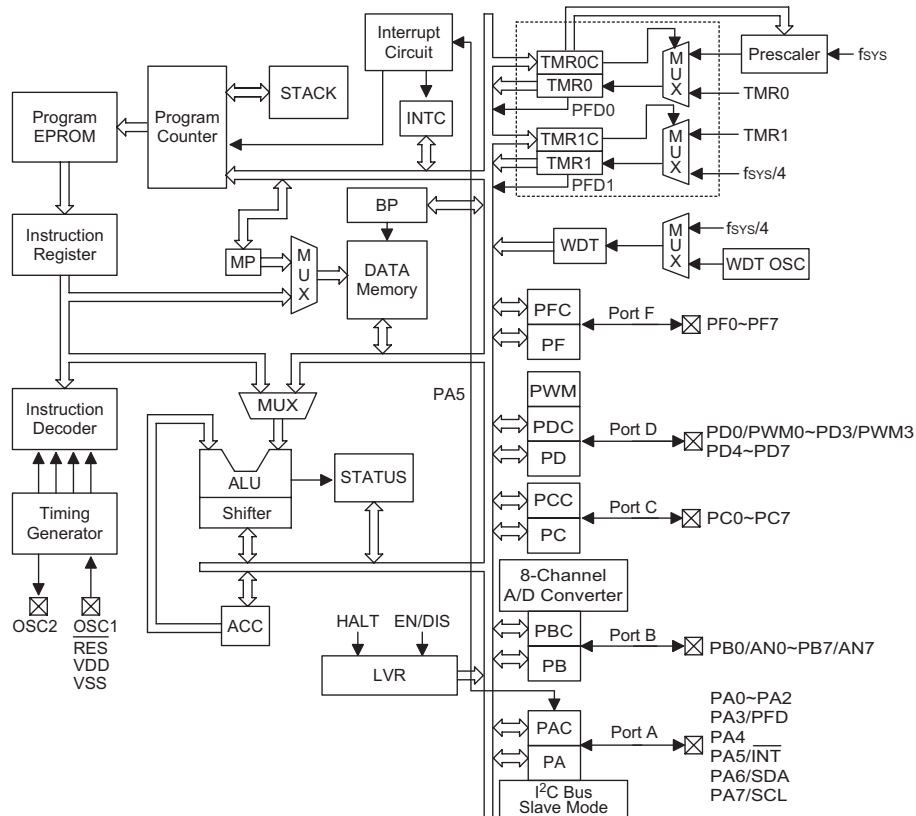 Interrupt
Circuit
STACK
INTC
Program
EPROM
Program
Counter
Instruction
Register
MP
MUX
BP
DATA
Memory
MUX
Instruction
Decoder
ALU
Shifter
STATUS
Timing
Generator
OSC2
OSC1
RES
VDD
VSS
ACC
HALT
EN/DIS
LVR
PA5
TMR0C
TMR0
PFD0
MUX
Prescaler
fSYS
TMR0
TMR1C
TMR1
PFD1
MUX
TMR1
fSYS/4
WDT
MUX
fSYS/4
WDT OSC
PFC
PF
Port F
PF0~PF7
PWM
PDC
PD
Port D
PD0/PWM0~PD3/PWM3
PD4~PD7
PCC
PC
Port C
PC0~PC7
8-Channel
A/D Converter
PBC
PB
Port B
PB0/AN0~PB7/AN7
PAC
PA
Port A
PA0~PA2
PA3/PFD
PA4
PA5/INT
PA6/SDA
PA7/SCL
I²C Bus
Slave Mode